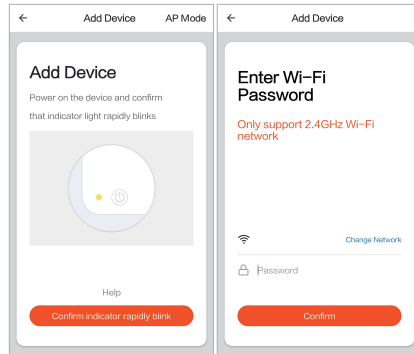 Add Device
AP Mode
Add Device
Power on the device and confirm
that indicator light rapidly blinks
Help
Confirm indicator rapidly blink
Add Device
Enter Wi-Fi
Password
Only support 2.4GHz Wi-Fi
network
Change Network
Password
Confirm